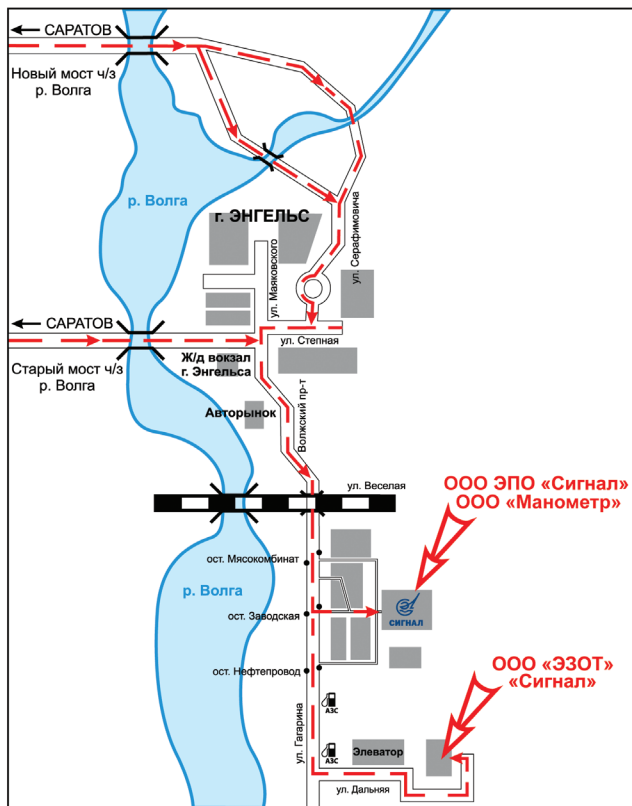 САРАТОВ
Новый мост ч/з
р. Волга
р. Волга
г. ЭНГЕЛЬС
ул. Серафимовича
ул. Маяковского
САРАТОВ
ул. Степная
Старый мост ч/з
р. Волга
Ж/д вокзал
г. Энгельса
Авторынок
Волжский пр-т
ул. Веселая
ООО ЭПО «Сигнал»
ООО «Манометр»
ост. Мясокомбинат
р. Волга
ост. Заводская
СИГНАЛ
ост. Нефтепровод
ООО «ЭЗОТ»
«Сигнал»
АЗС
ул. Гагарина
АЗС
Элеватор
ул. Дальняя